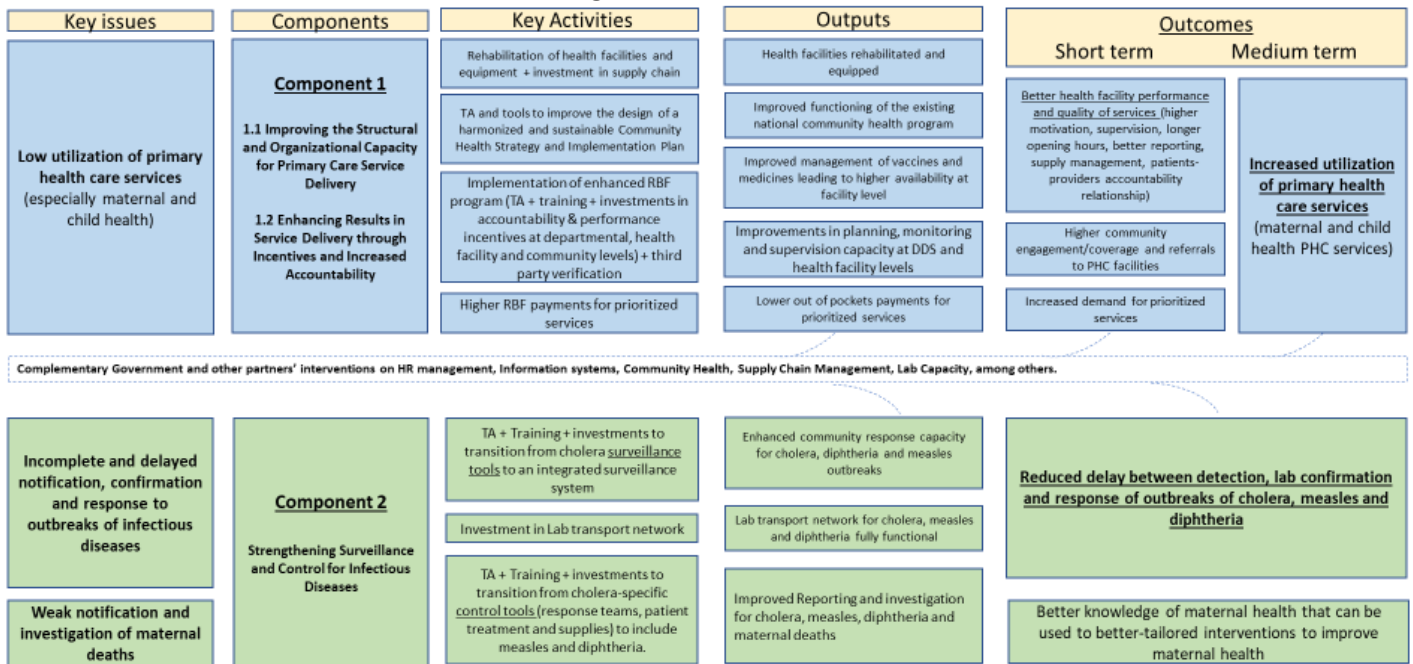 Key issues
Components
Key Activities
Outputs
Outcomes
Short term
Medium term
Low utilization of primary
health care services
(especially maternal and
child health)
Component 1
1.1 Improving the Structural
and Organizational Capacity
for Primary Care Service
Delivery
1.2 Enhancing Results in
Service Delivery through
Incentives and Increased
Accountability
Rehabilitation of health facilities and
equipment + investment in supply chain
TA and tools to improve the design of a
harmonized and sustainable Community
Health Strategy and Implementation Plan
Implementation of enhanced RBF
program (TA + training + investments in
accountability & performance
incentives at departmental, health
facility and community levels) + third
party verification
Higher RBF payments for prioritized
services
Health facilities rehabilitated and
equipped
Improved functioning of the existing
national community health program
Improved management of vaccines and
medicines leading to higher availability at
facility level
Improvements in planning, monitoring
and supervision capacity at DDS and
health facility levels
Lower out of pockets payments for
prioritized services
Better health facility performance
and quality of services (higher
motivation, supervision, longer
opening hours, better reporting,
supply management, patients-
providers accountability
relationship)
Higher community
engagement/coverage and referrals
to PHC facilities
Increased demand for prioritized
services
Increased utilization
of primary health
care services
(maternal and child
health PHC services)
Complementary Government and other partners' interventions on HR management, Information systems, Community Health, Supply Chain Management, Lab Capacity, among others.
Incomplete and delayed
notification, confirmation
and response to
outbreaks of infectious
diseases
Weak notification and
investigation of maternal
deaths
Component 2
Strengthening Surveillance
and Control for Infectious
Diseases
TA + Training + investments to
transition from cholera surveillance
tools to an integrated surveillance
system
Investment in Lab transport network
TA + Training + investments to
transition from cholera-specific
control tools (response teams, patient
treatment and supplies) to include
measles and diphtheria.
Enhanced community response capacity
for cholera, diphtheria and measles
outbreaks
Lab transport network for cholera, measles
and diphtheria fully functional
Improved Reporting and investigation
for cholera, measles, diphtheria and
maternal deaths
Reduced delay between detection, lab confirmation
and response of outbreaks of cholera, measles and
diphtheria
Better knowledge of maternal health that can be
used to better-tailored interventions to improve
maternal health